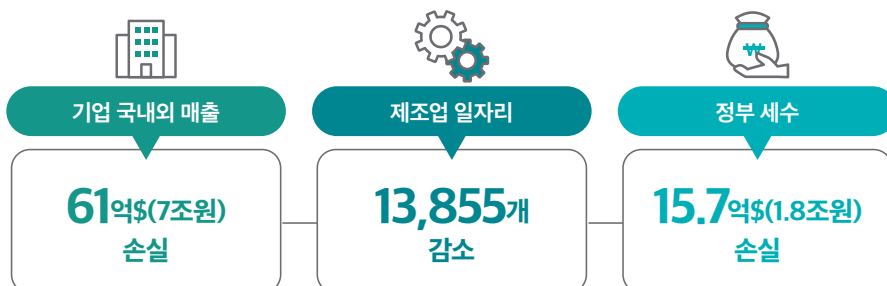 ₩
기업 국내외 매출
61억$(7조원)
손실
제조업 일자리
13,855개
감소
정부 세수
15.7억$(1.8조원)
손실